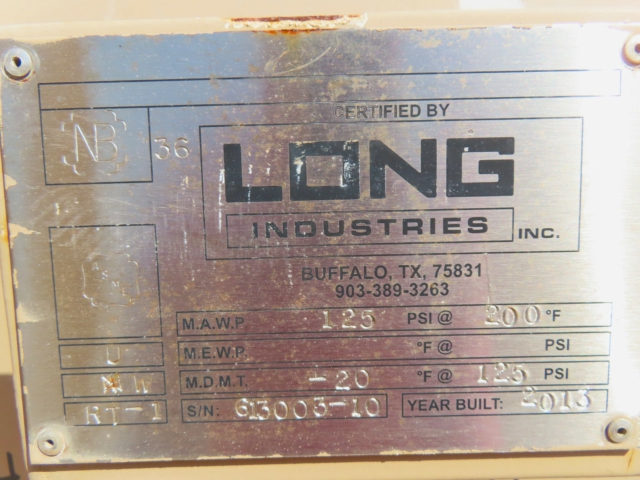 CERTIFIED BY
NB 36
LONG
INDUSTRIES INC.
BUFFALO, TX, 75831
903-389-3263
M.A.W.P. 125 PSI @ 200 °F
U M.E.W.P. °F @ PSI
M.D.M.T. -20 °F @ 125 PSI
RT-1 S/N: 613003-10 YEAR BUILT: 2013